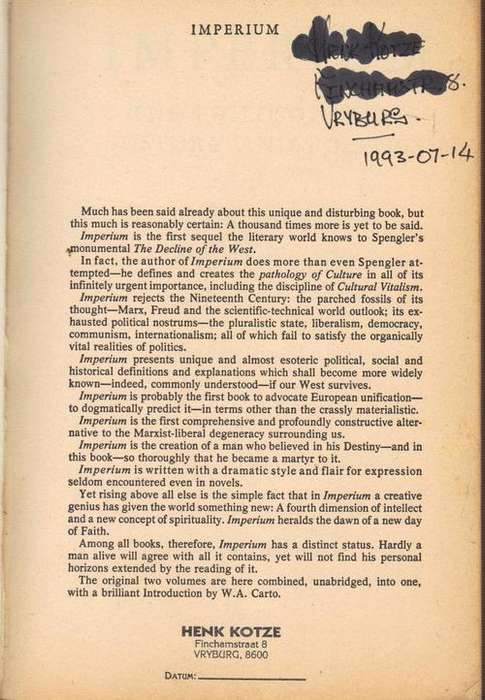 IMPERIUM
HENK KOTZE
FINCHAMSTR. 8.
VRYBURG.
1993-07-14
Much has been said already about this unique and disturbing book, but
this much is reasonably certain: A thousand times more is yet to be said.
Imperium is the first sequel the literary world knows to Spengler's
monumental The Decline of the West.
In fact, the author of Imperium does more than even Spengler at-
tempted—he defines and creates the pathology of Culture in all of its
infinitely urgent importance, including the discipline of Cultural Vitalism.
Imperium rejects the Nineteenth Century: the parched fossils of its
thought—Marx, Freud and the scientific-technical world outlook; its ex-
hausted political nostrums—the pluralistic state, liberalism, democracy,
communism, internationalism; all of which fail to satisfy the organically
vital realities of politics.
Imperium presents unique and almost esoteric political, social and
historical definitions and explanations which shall become more widely
known—indeed, commonly understood—if our West survives.
Imperium is probably the first book to advocate European unification—
to dogmatically predict it—in terms other than the crassly materialistic.
Imperium is the first comprehensive and profoundly constructive alter-
native to the Marxist-liberal degeneracy surrounding us.
Imperium is the creation of a man who believed in his Destiny—and in
this book—so thoroughly that he became a martyr to it.
Imperium is written with a dramatic style and flair for expression
seldom encountered even in novels.
Yet rising above all else is the simple fact that in Imperium a creative
genius has given the world something new: A fourth dimension of intellect
and a new concept of spirituality. Imperium heralds the dawn of a new day
of Faith.
Among all books, therefore, Imperium has a distinct status. Hardly a
man alive will agree with all it contains, yet will not find his personal
horizons extended by the reading of it.
The original two volumes are here combined, unabridged, into one,
with a brilliant Introduction by W.A. Carto.
HENK KOTZE
Finchamstraat 8
VRYBURG, 8600
DATUM: